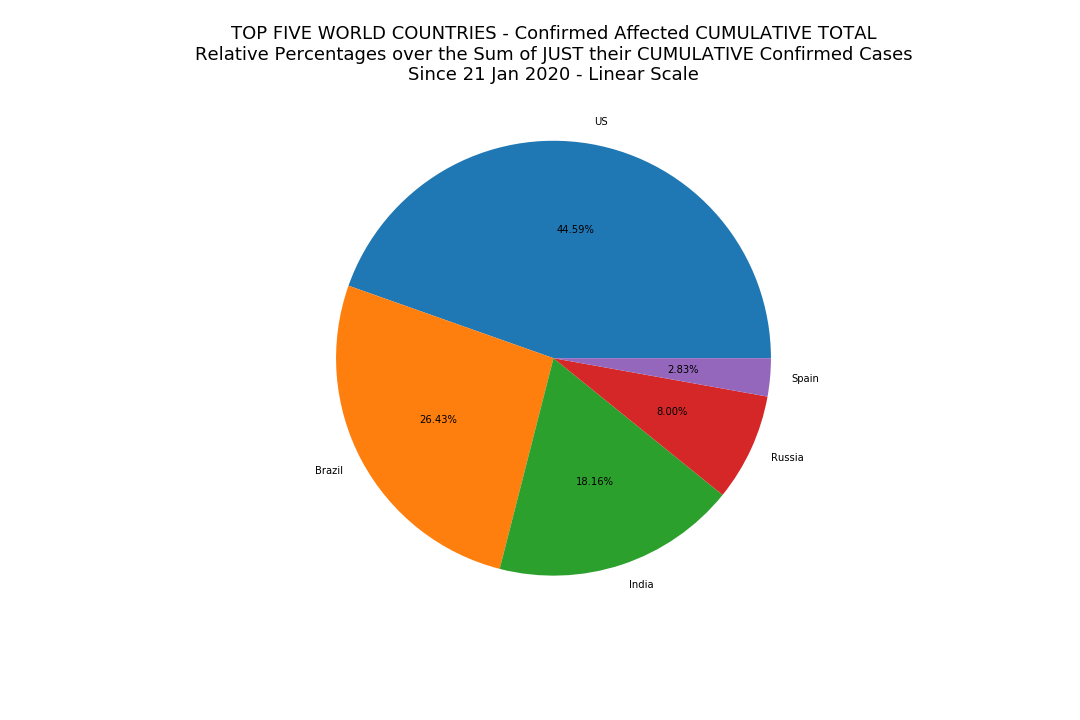 TOP FIVE WORLD COUNTRIES - Confirmed Affected CUMULATIVE TOTAL
Relative Percentages over the Sum of JUST their CUMULATIVE Confirmed Cases
Since 21 Jan 2020 - Linear Scale
US
44.59%
2.83%
Spain
8.00%
26.43%
Russia
Brazil
18.16%
India